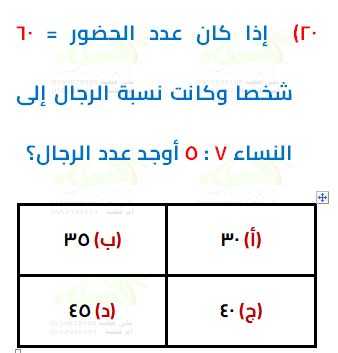 ٢٠) إذا كان عدد الحضور = ٦٠
شخصا وكانت نسبة الرجال إلى
النساء ٧ : ٥ أوجد عدد الرجال؟
(أ) ٣٠ (ب) ٣٥
(ج) ٤٠ (د) ٤٥